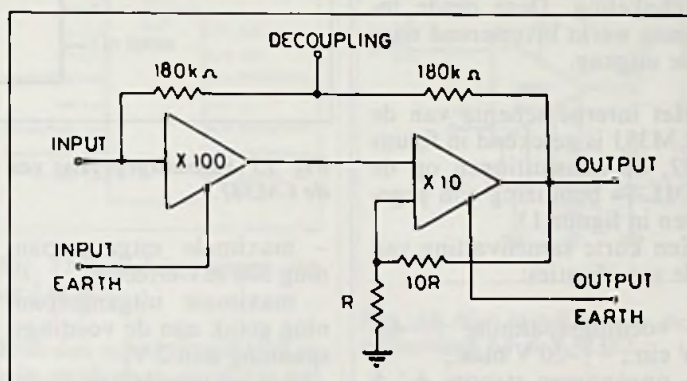 DECOUPLING
180k Ω
180k Ω
INPUT
X 100
X 10
OUTPUT
INPUT
EARTH
10R
R
OUTPUT
EARTH